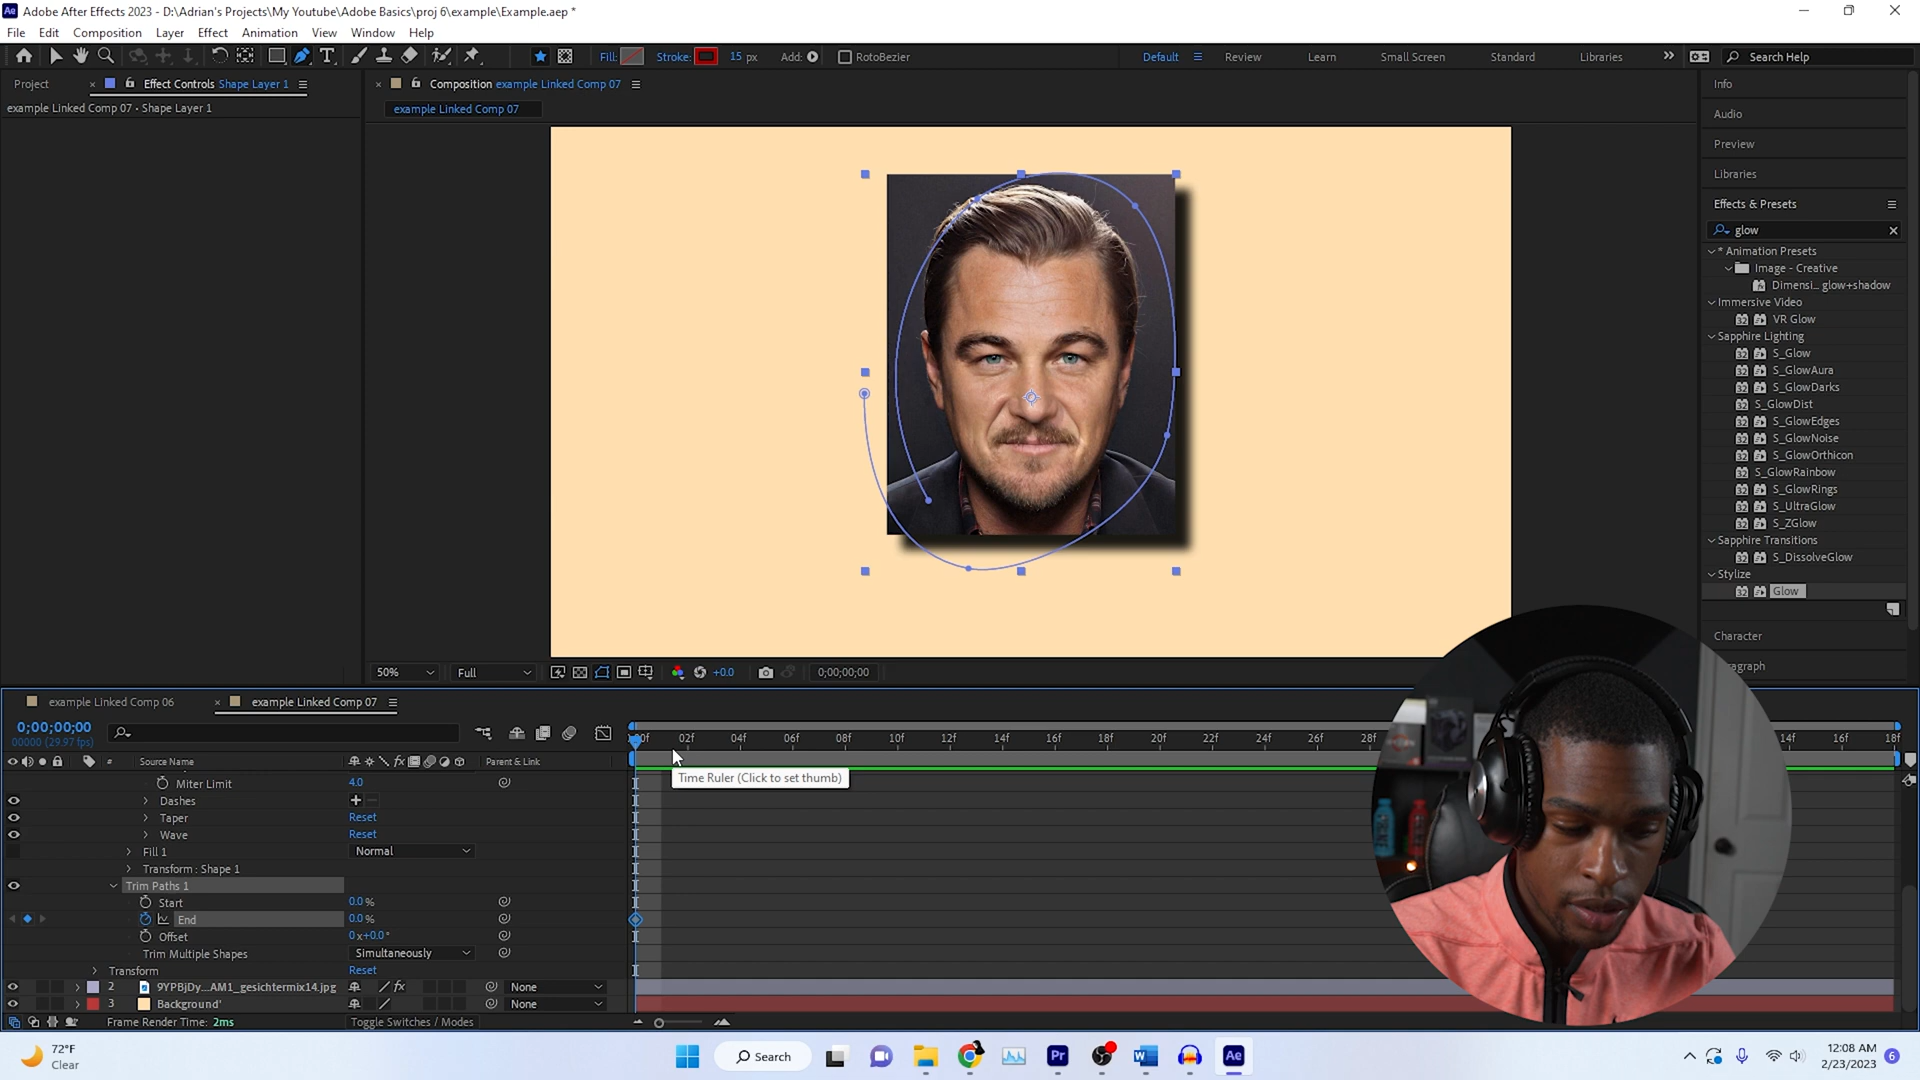 Adobe After Effects 2023 - D:\Adrian's Projects\My Youtube\Adobe Basics\proj 6\example\Example.aep *
File Edit Composition Layer Effect Animation View Window Help
Fill: Stroke: 15 px Add: RotoBezier Default Review Learn Small Screen Standard Libraries Search Help
Project Effect Controls Shape Layer 1
example Linked Comp 07 • Shape Layer 1
Composition example Linked Comp 07
example Linked Comp 07
Info
Audio
Preview
Libraries
Effects & Presets
glow
* Animation Presets
Image - Creative
Dimensi... glow+shadow
Immersive Video
VR Glow
Sapphire Lighting
S_Glow
S_GlowAura
S_GlowDarks
S_GlowDist
S_GlowEdges
S_GlowNoise
S_GlowOrthicon
S_GlowRainbow
S_GlowRings
S_UltraGlow
S_ZGlow
Sapphire Transitions
S_DissolveGlow
Stylize
Glow
Character
ragraph
50% Full +0.0 0;00;00;00
example Linked Comp 06 example Linked Comp 07
0;00;00;00
00000 (29.97 fps)
00f 02f 04f 06f 08f 10f 12f 14f 16f 18f 20f 22f 24f 26f 28f 16f 18f
# Source Name Parent & Link
Time Ruler (Click to set thumb)
Miter Limit 4.0
Dashes
Taper Reset
Wave Reset
Fill 1 Normal
Transform : Shape 1
Trim Paths 1
Start 0.0 %
End 0.0 %
Offset 0 x+0.0 °
Trim Multiple Shapes Simultaneously
Transform Reset
2 9YPBjDy...AM1_gesichtermix14.jpg None
3 Background' None
Frame Render Time: 2ms Toggle Switches / Modes
72°F
Clear
Search
12:08 AM
2/23/2023
6